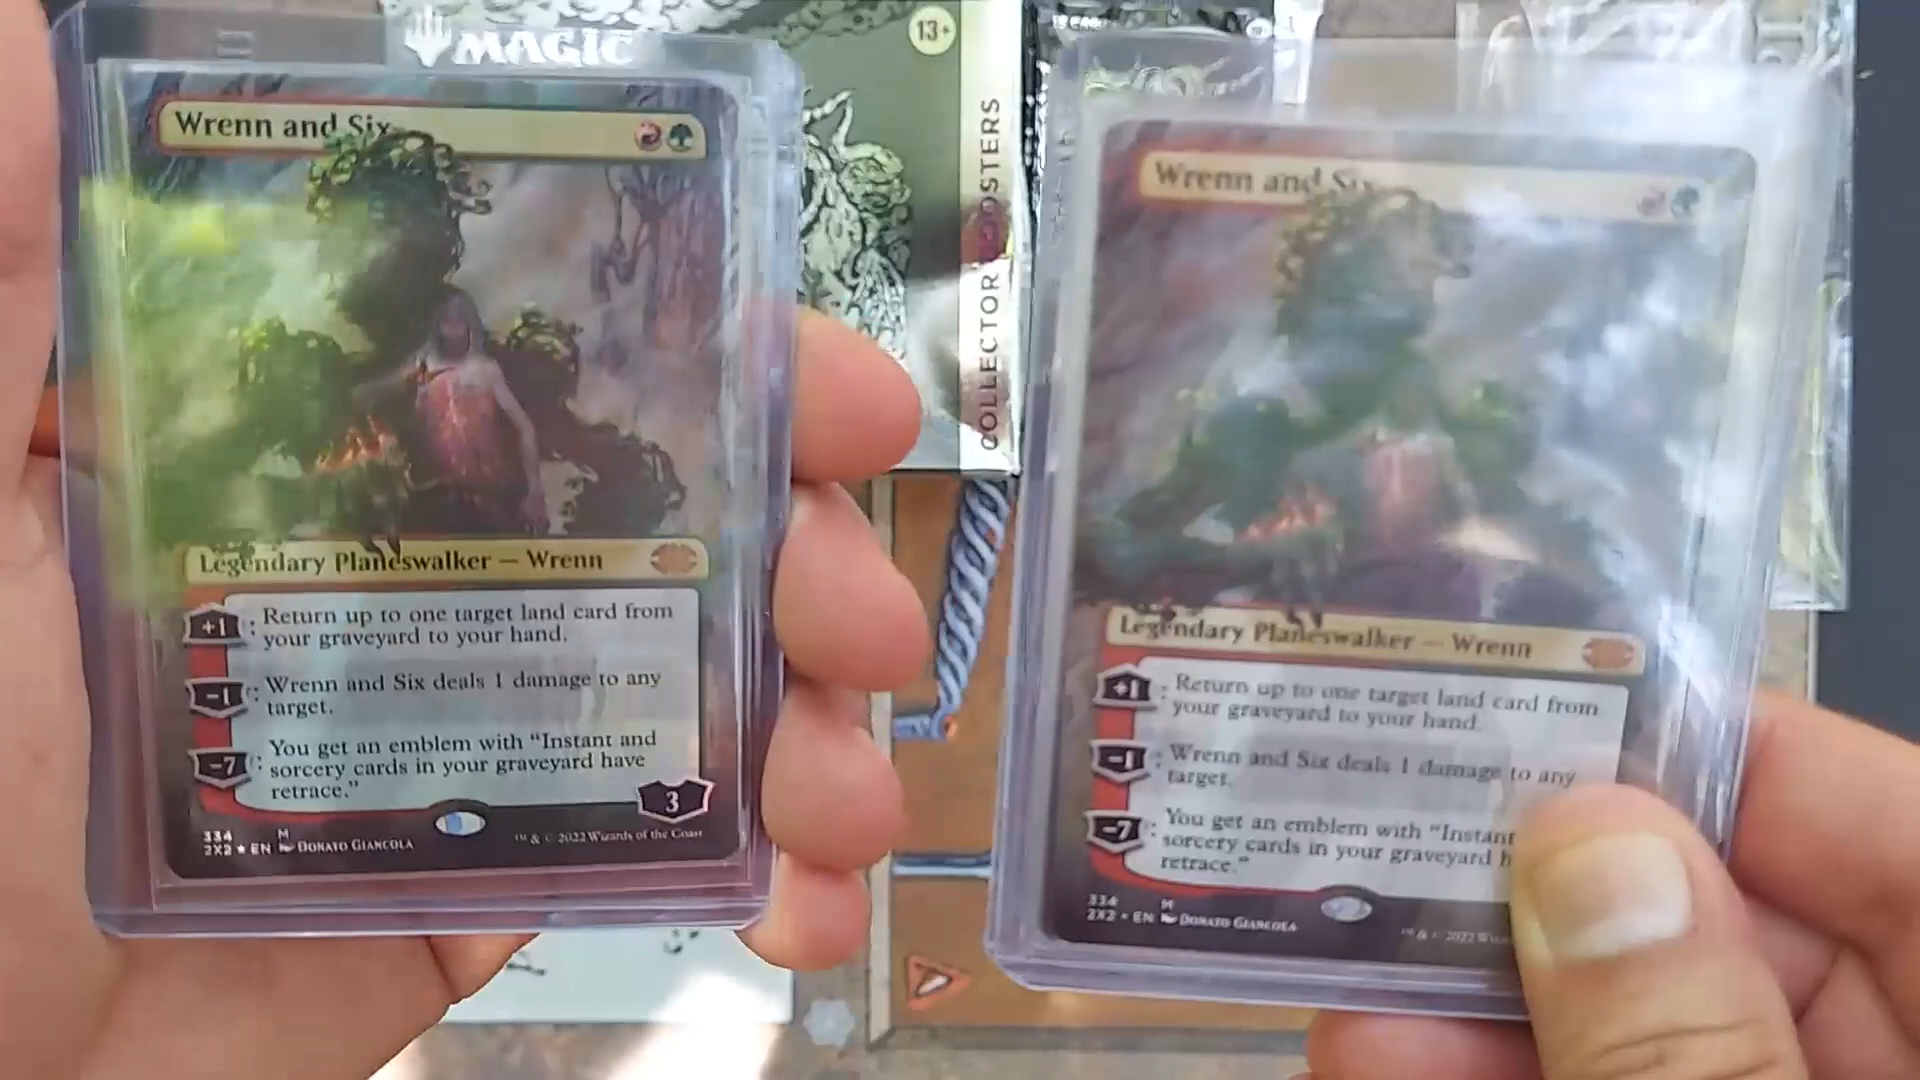 MAGIC
13+
COLLECTOR BOOSTERS
Wrenn and Six
Legendary Planeswalker — Wrenn
+1: Return up to one target land card from
your graveyard to your hand.
−1: Wrenn and Six deals 1 damage to any
target.
−7: You get an emblem with “Instant and
sorcery cards in your graveyard have
retrace.”
3
334 M
2X2 ★ EN DONATO GIANCOLA
™ & © 2022 Wizards of the Coast
Wrenn and Six
Legendary Planeswalker — Wrenn
+1: Return up to one target land card from
your graveyard to your hand.
−1: Wrenn and Six deals 1 damage to any
target.
−7: You get an emblem with “Instant
sorcery cards in your graveyard h
retrace.”
334 M
2X2 • EN DONATO GIANCOLA
™ & © 2022